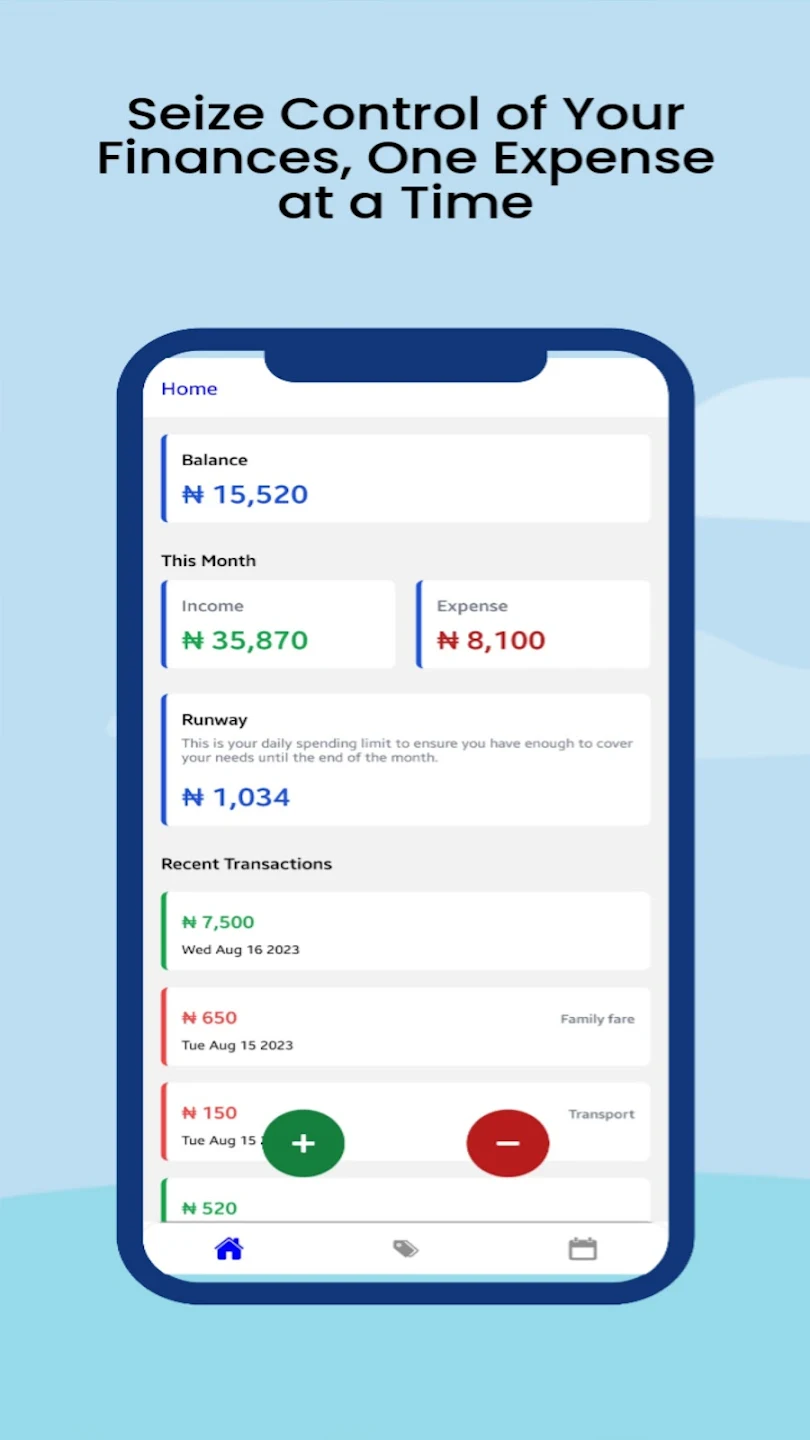 Seize Control of Your
Finances, One Expense
at a Time
Home
Balance
₦ 15,520
This Month
Income
Expense
₦ 35,870
₦ 8,100
Runway
This is your daily spending limit to ensure you have enough to cover
your needs until the end of the month.
₦ 1,034
Recent Transactions
₦ 7,500
Wed Aug 16 2023
₦ 650
Family fare
Tue Aug 15 2023
₦ 150
Transport
Tue Aug 15
₦ 520